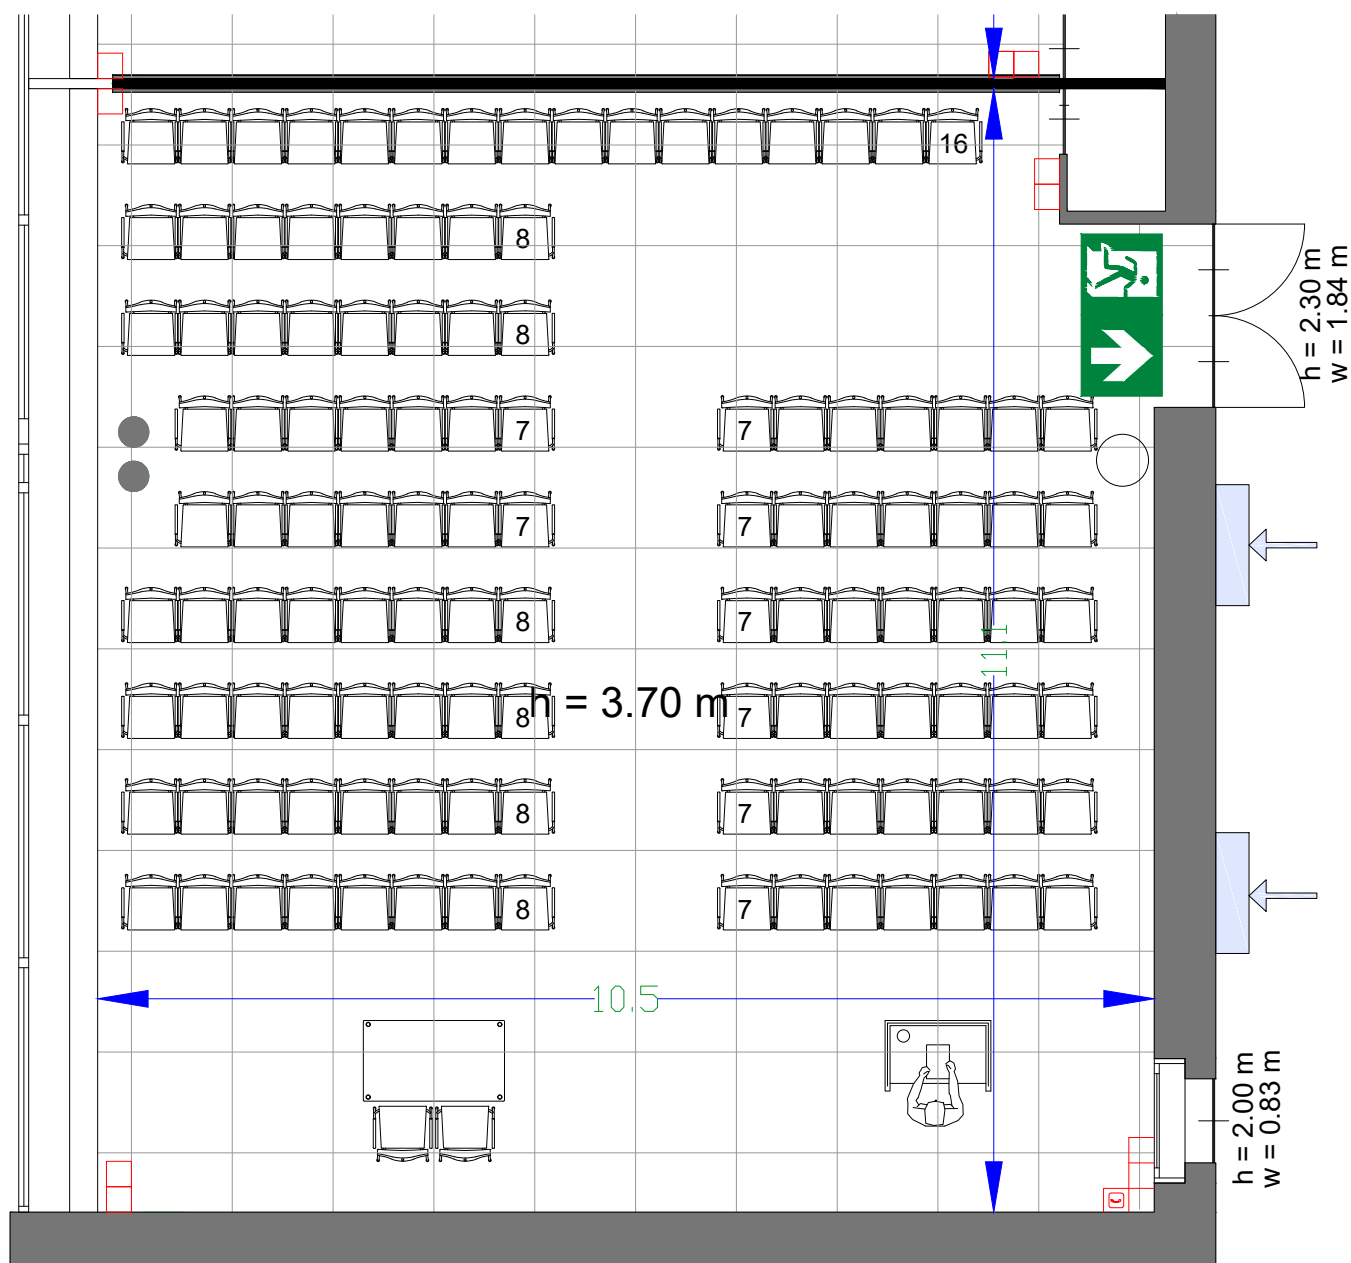 16
8
h = 2.30 m
w = 1.84 m
8
7 7
7 7
8 7
11,1
h = 3.70 m
8 7
8 7
8 7
10,5
h = 2.00 m
w = 0.83 m